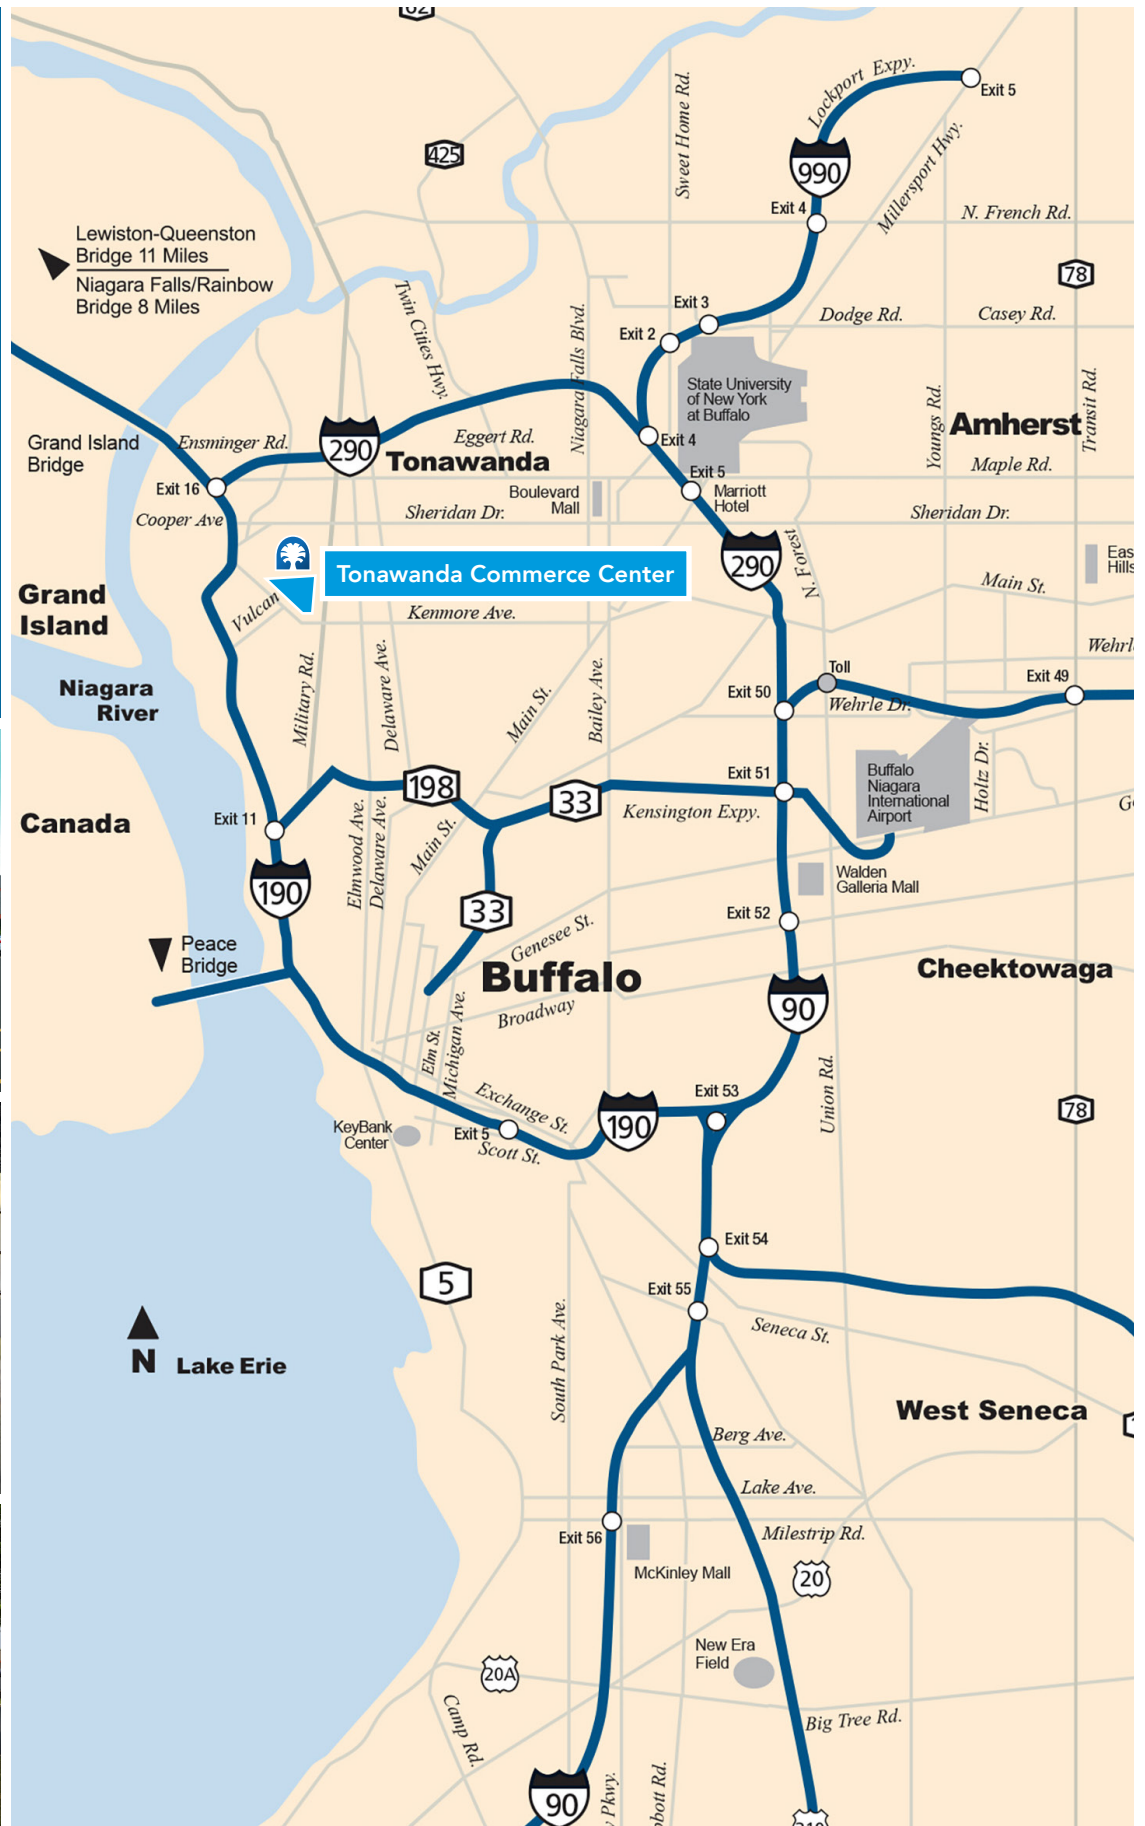 62
Lockport Expy.
Exit 5
Sweet Home Rd.
425
990
Millersport Hwy.
Exit 4
N. French Rd.
Lewiston-Queenston
Bridge 11 Miles
Niagara Falls/Rainbow
Bridge 8 Miles
78
Twin Cities Hwy.
Niagara Falls Blvd.
Exit 3
Exit 2
Dodge Rd.
Casey Rd.
State University
of New York
at Buffalo
Youngs Rd.
Transit Rd.
Amherst
Grand Island
Bridge
Ensminger Rd.
290
Eggert Rd.
Exit 4
Tonawanda
Maple Rd.
Exit 16
Boulevard
Mall
Exit 5
Marriott
Hotel
Cooper Ave
Sheridan Dr.
Sheridan Dr.
290
N. Forest
Eas
Hills
Tonawanda Commerce Center
Main St.
Grand
Island
Vulcan
Kenmore Ave.
Wehrl
Military Rd.
Delaware Ave.
Main St.
Bailey Ave.
Toll
Exit 49
Niagara
River
Exit 50
Wehrle Dr.
198
33
Exit 51
Buffalo
Niagara
International
Airport
Holtz Dr.
Canada
Exit 11
Elmwood Ave.
Delaware Ave.
Main St.
Kensington Expy.
G
190
Walden
Galleria Mall
33
Exit 52
Peace
Bridge
Genesee St.
Buffalo
Cheektowaga
90
Broadway
Elm St.
Michigan Ave.
Union Rd.
Exchange St.
Exit 53
190
78
KeyBank
Center
Exit 5
Scott St.
Exit 54
5
Exit 55
South Park Ave.
Seneca St.
N
Lake Erie
West Seneca
Berg Ave.
Lake Ave.
Exit 56
Milestrip Rd.
McKinley Mall
20
New Era
Field
20A
Camp Rd.
Big Tree Rd.
90
Pkwy.
bott Rd.
219